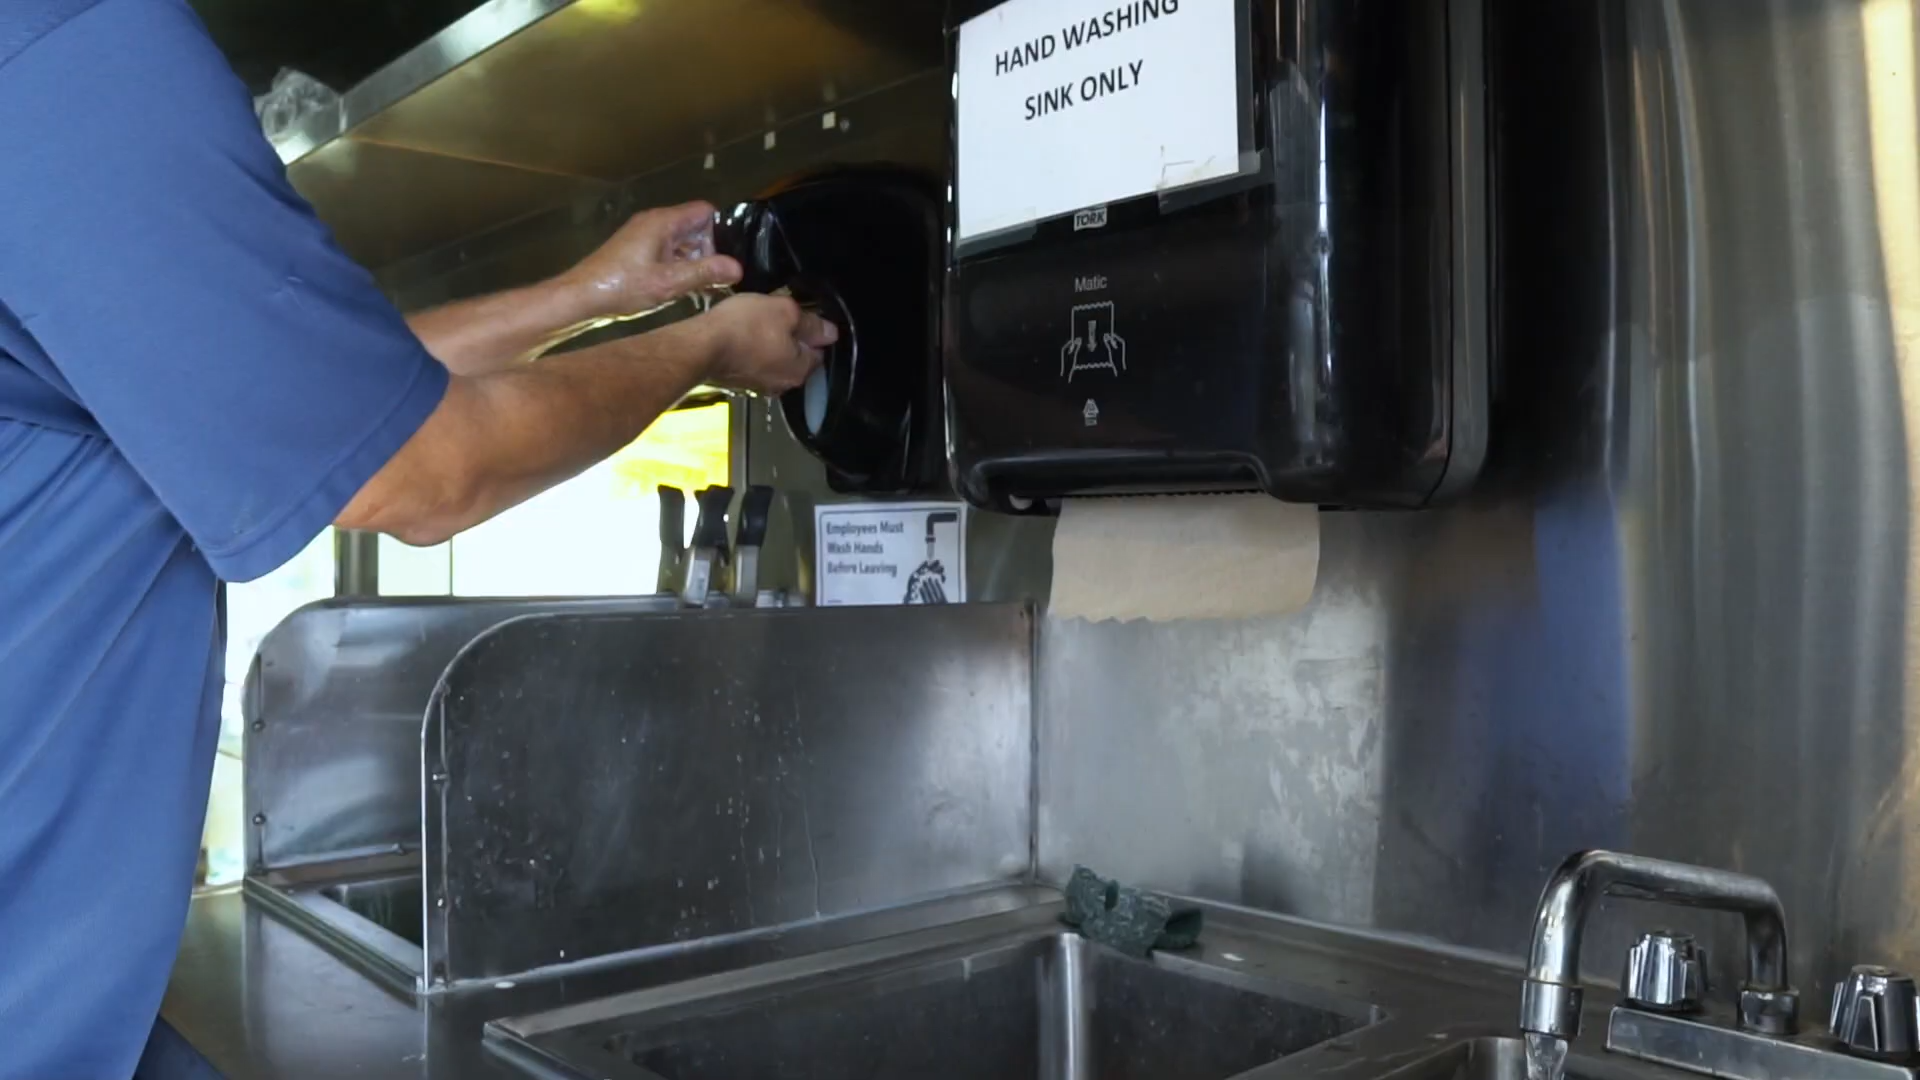 HAND WASHING
SINK ONLY
TORK
Matic
Employees Must
Wash Hands
Before Leaving